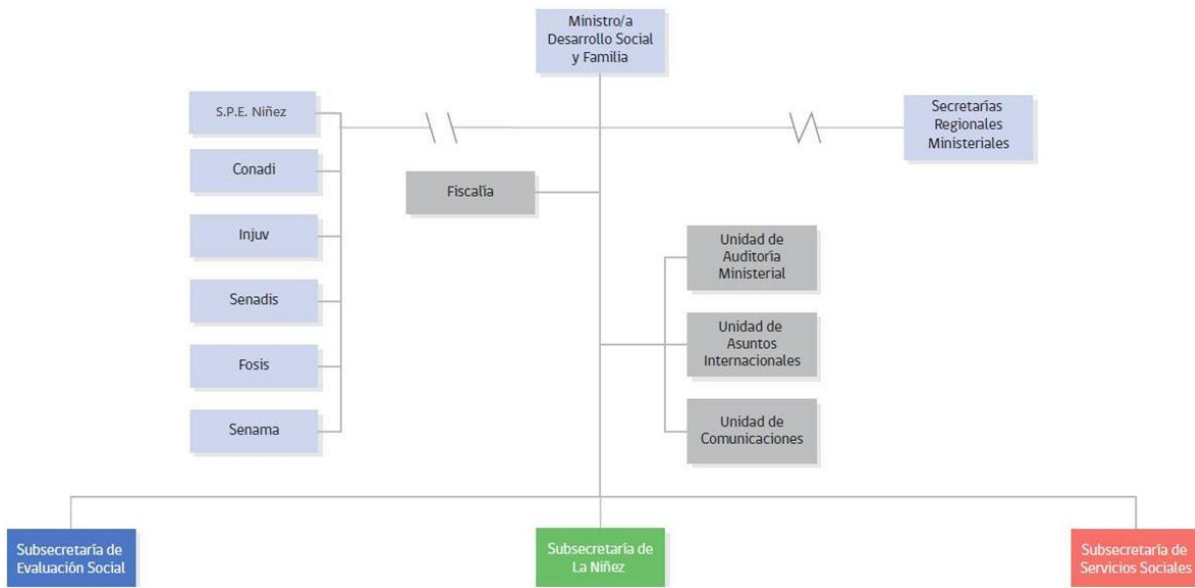 Ministro/a
Desarrollo Social
y Familia
S.P.E. Niñez
Conadi
Injuv
Senadis
Fosis
Senama
Secretarías
Regionales
Ministeriales
Fiscalía
Unidad de
Auditoría
Ministerial
Unidad de
Asuntos
Internacionales
Unidad de
Comunicaciones
Subsecretaría de
Evaluación Social
Subsecretaría de
La Niñez
Subsecretaría de
Servicios Sociales